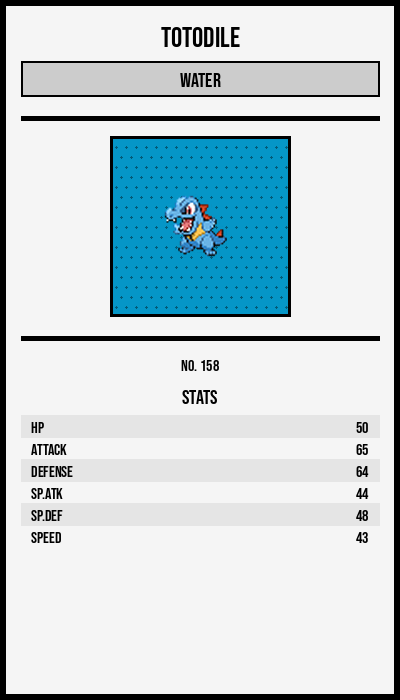 TOTODILE
WATER
NO. 158
STATS
HP 50
ATTACK 65
DEFENSE 64
SP.ATK 44
SP.DEF 48
SPEED 43